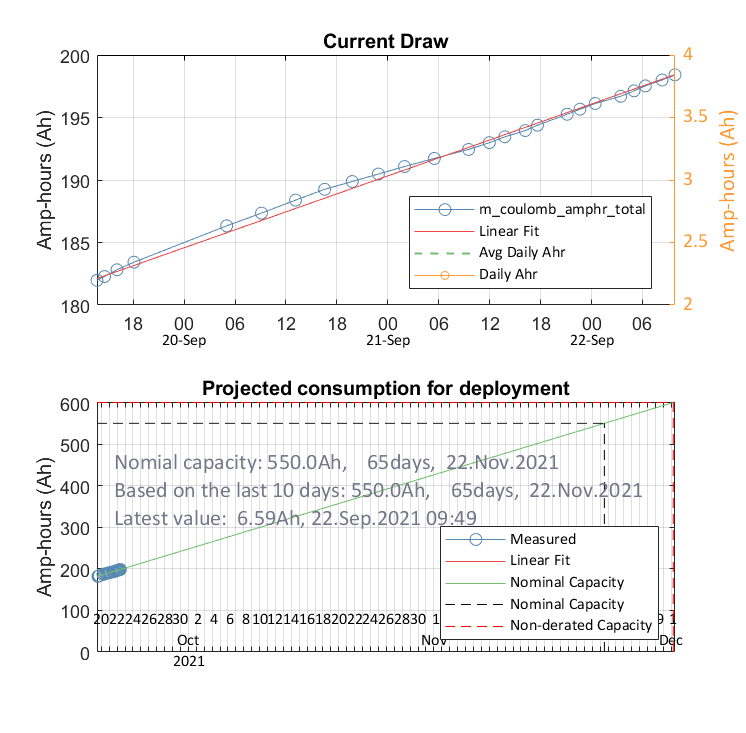 Current Draw
200
195
190
185
180
Amp-hours (Ah)
4
3.5
3
2.5
2
Amp-hours (Ah)
m_coulomb_amphr_total
Linear Fit
Avg Daily Ahr
Daily Ahr
18 00 06 12 18 00 06 12 18 00 06
20-Sep 21-Sep 22-Sep
Projected consumption for deployment
600
500
400
300
200
100
0
Amp-hours (Ah)
Nomial capacity: 550.0Ah, 65days, 22.Nov.2021
Based on the last 10 days: 550.0Ah, 65days, 22.Nov.2021
Latest value: 6.59Ah, 22.Sep.2021 09:49
Measured
Linear Fit
Nominal Capacity
Nominal Capacity
Non-derated Capacity
20 22 24 26 28 30 2 4 6 8 10 12 14 16 18 20 22 24 26 28 30 1 9 1
Oct Nov Dec
2021